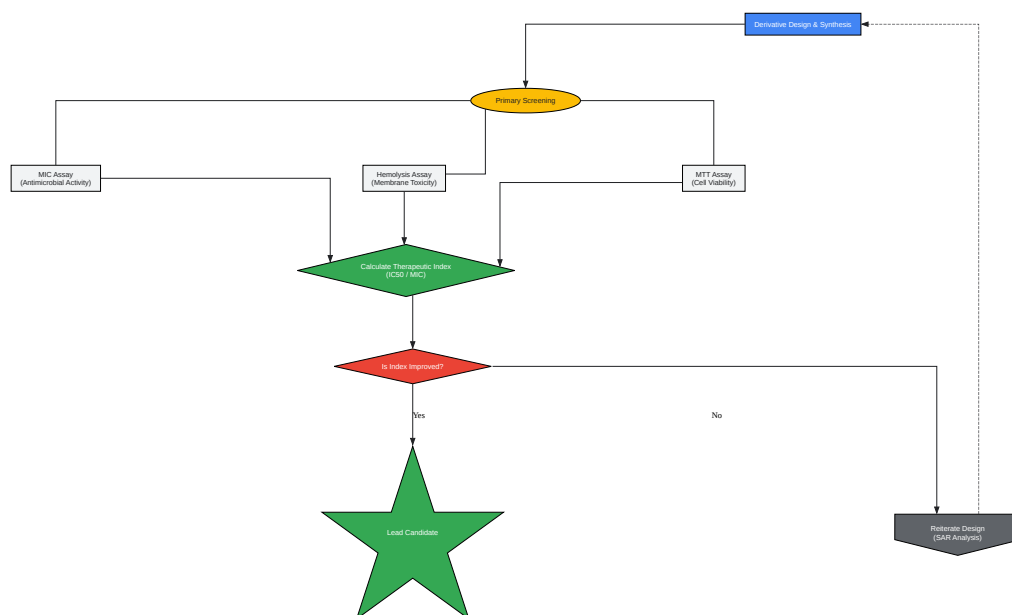 Derivative Design & Synthesis
Primary Screening
MIC Assay
(Antimicrobial Activity)
Hemolysis Assay
(Membrane Toxicity)
MTT Assay
(Cell Viability)
Calculate Therapeutic Index
(IC50 / MIC)
Is Index Improved?
Yes
No
Lead Candidate
Reiterate Design
(SAR Analysis)